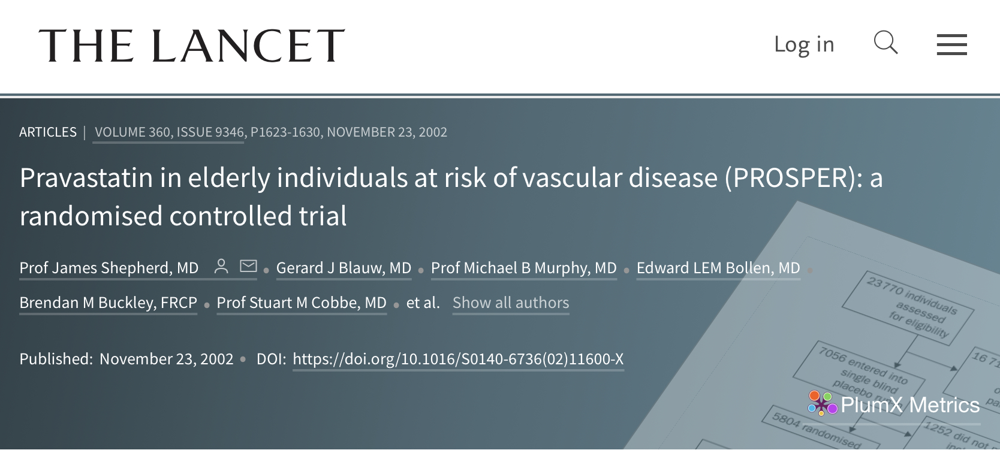 THE LANCET
Log in
ARTICLES | VOLUME 360, ISSUE 9346, P1623-1630, NOVEMBER 23, 2002
Pravastatin in elderly individuals at risk of vascular disease (PROSPER): a
randomised controlled trial
Prof James Shepherd, MD • Gerard J Blauw, MD • Prof Michael B Murphy, MD • Edward LEM Bollen, MD •
Brendan M Buckley, FRCP • Prof Stuart M Cobbe, MD • et al. Show all authors
Published: November 23, 2002 • DOI: https://doi.org/10.1016/S0140-6736(02)11600-X
23770 individuals
assessed
for eligibility
7056 entered into
single blind
placebo
16 71
PlumX Metrics
5804 randomised
1252 did not